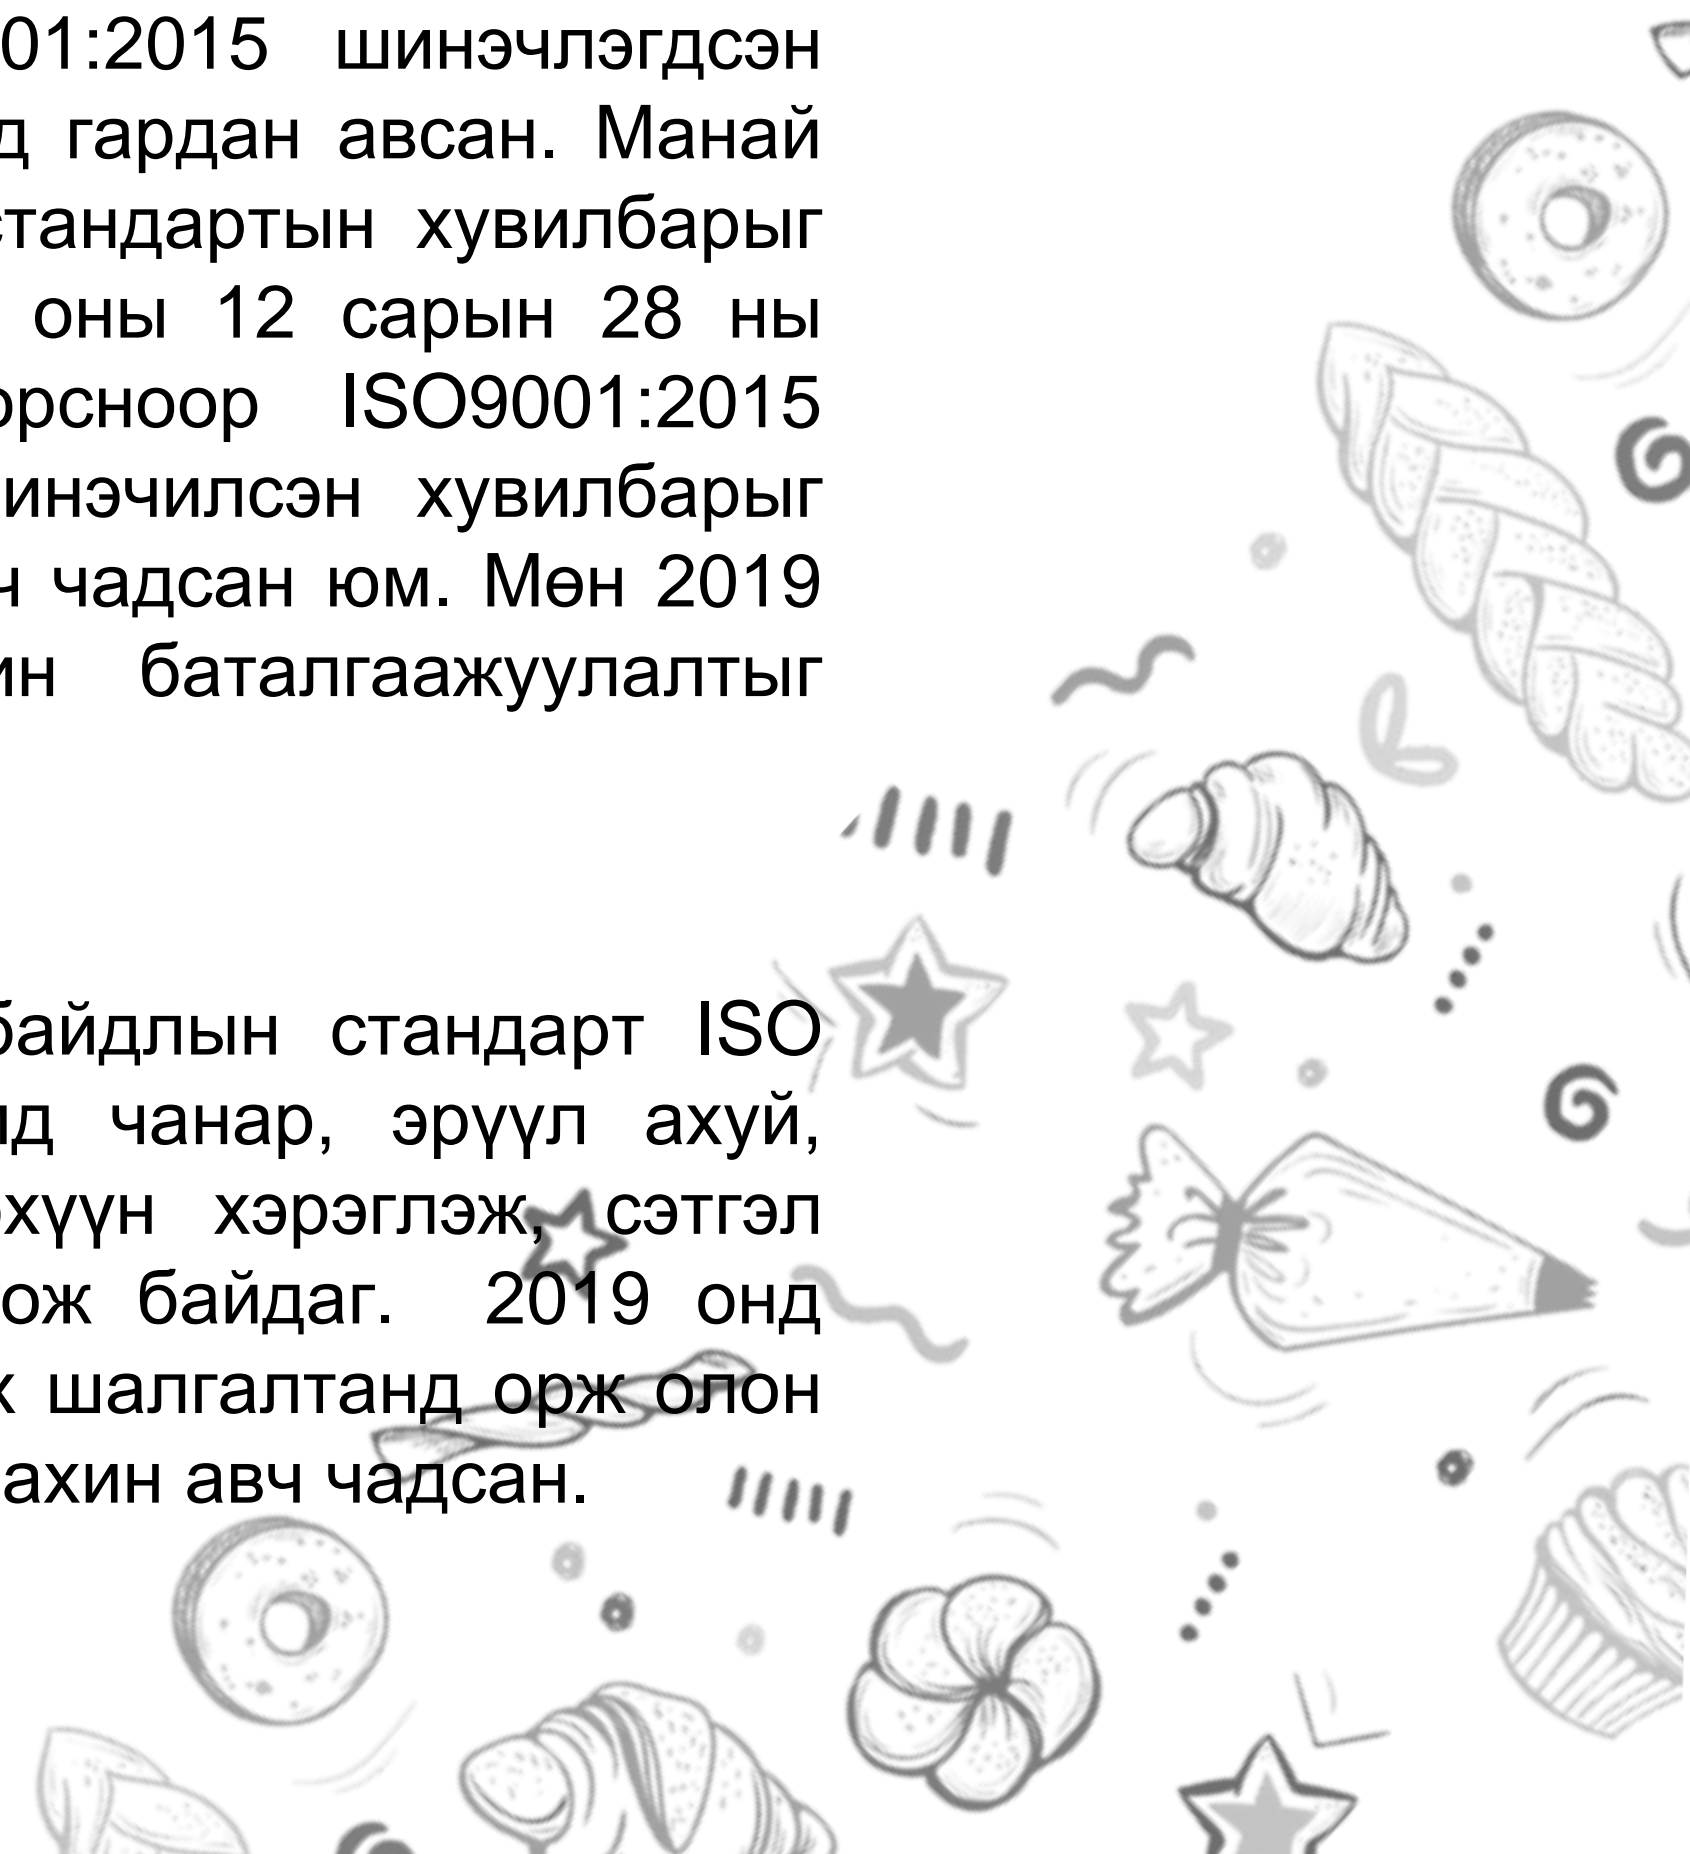 01:2015 шинэчлэгдсэн
д гардан авсан. Манай
стандартын хувилбарыг
оны 12 сарын 28 ны
орсноор ISO9001:2015
инэчилсэн хувилбарыг
ч чадсан юм. Мөн 2019
ин баталгаажуулалтыг
байдлын стандарт ISO
д чанар, эрүүл ахуй,
хүүн хэрэглэж, сэтгэл
ож байдаг. 2019 онд
х шалгалтанд орж олон
ахин авч чадсан.